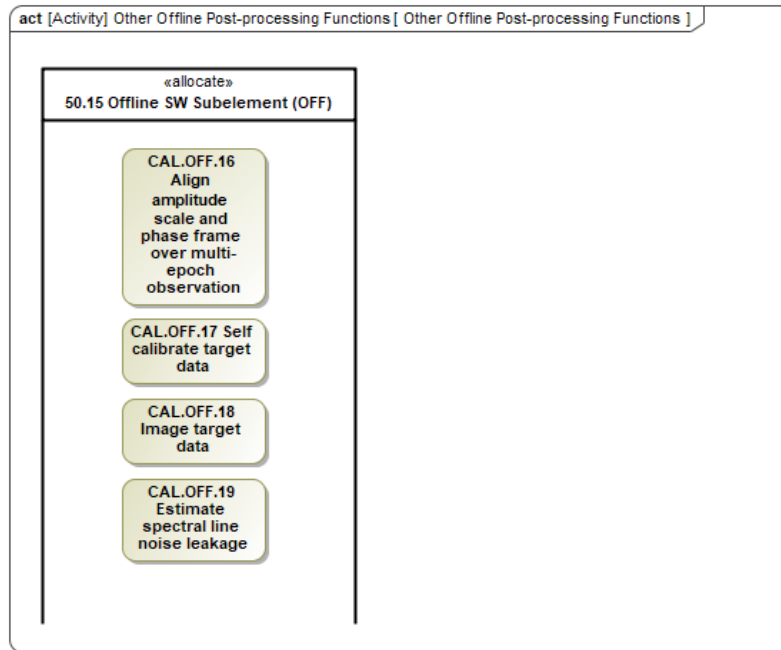 act [Activity] Other Offline Post-processing Functions [ Other Offline Post-processing Functions ]
«allocate»
50.15 Offline SW Subelement (OFF)
CAL.OFF.16
Align
amplitude
scale and
phase frame
over multi-
epoch
observation
CAL.OFF.17 Self
calibrate target
data
CAL.OFF.18
Image target
data
CAL.OFF.19
Estimate
spectral line
noise leakage